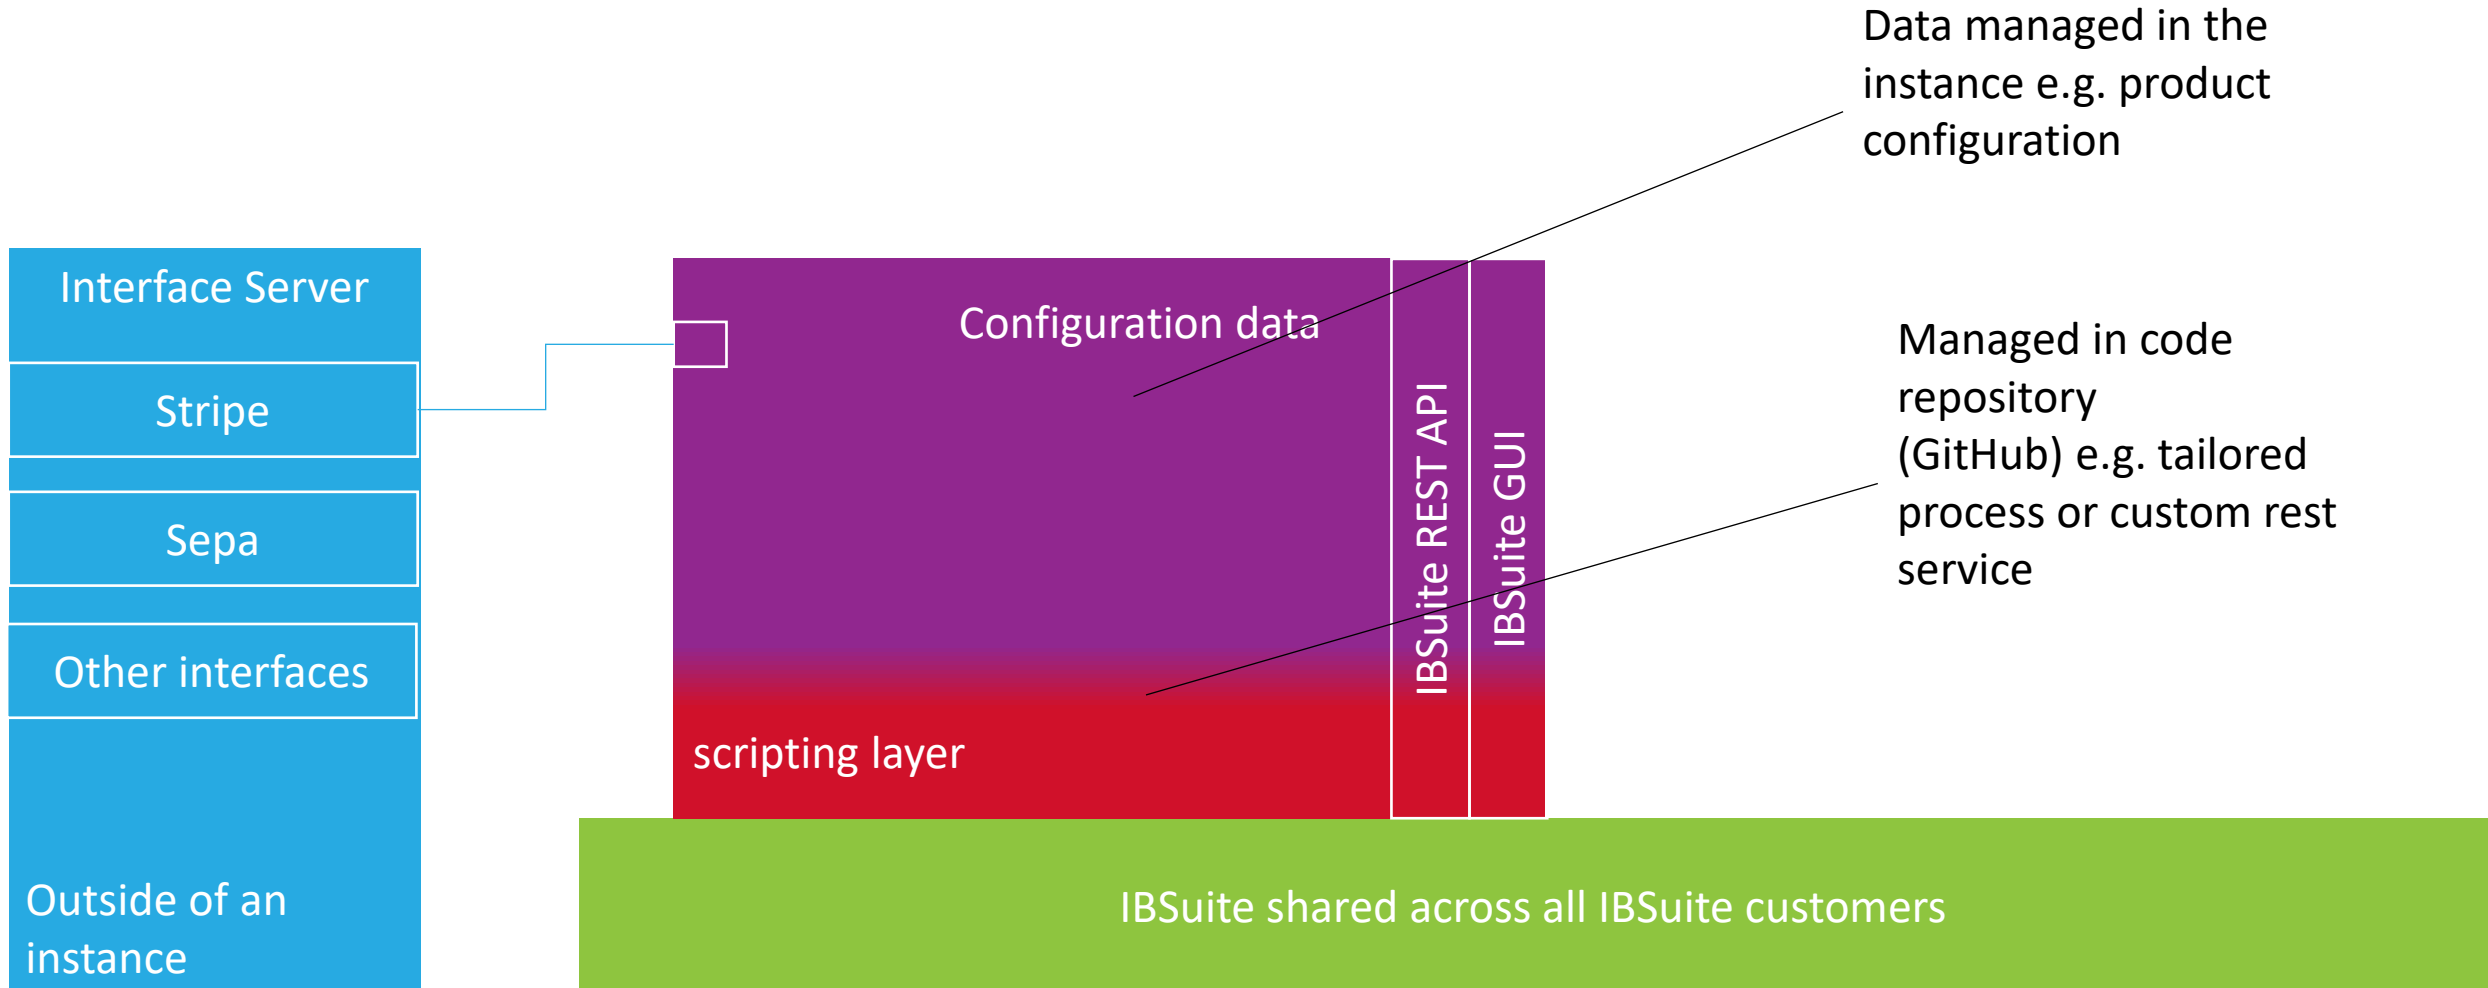 Data managed in the
instance e.g. product
configuration
Interface Server
Stripe
Sepa
Other interfaces
Outside of an
instance
Configuration data
scripting layer
IBSuite REST API
IBSuite GUI
Managed in code
repository
(GitHub) e.g. tailored
process or custom rest
service
IBSuite shared across all IBSuite customers